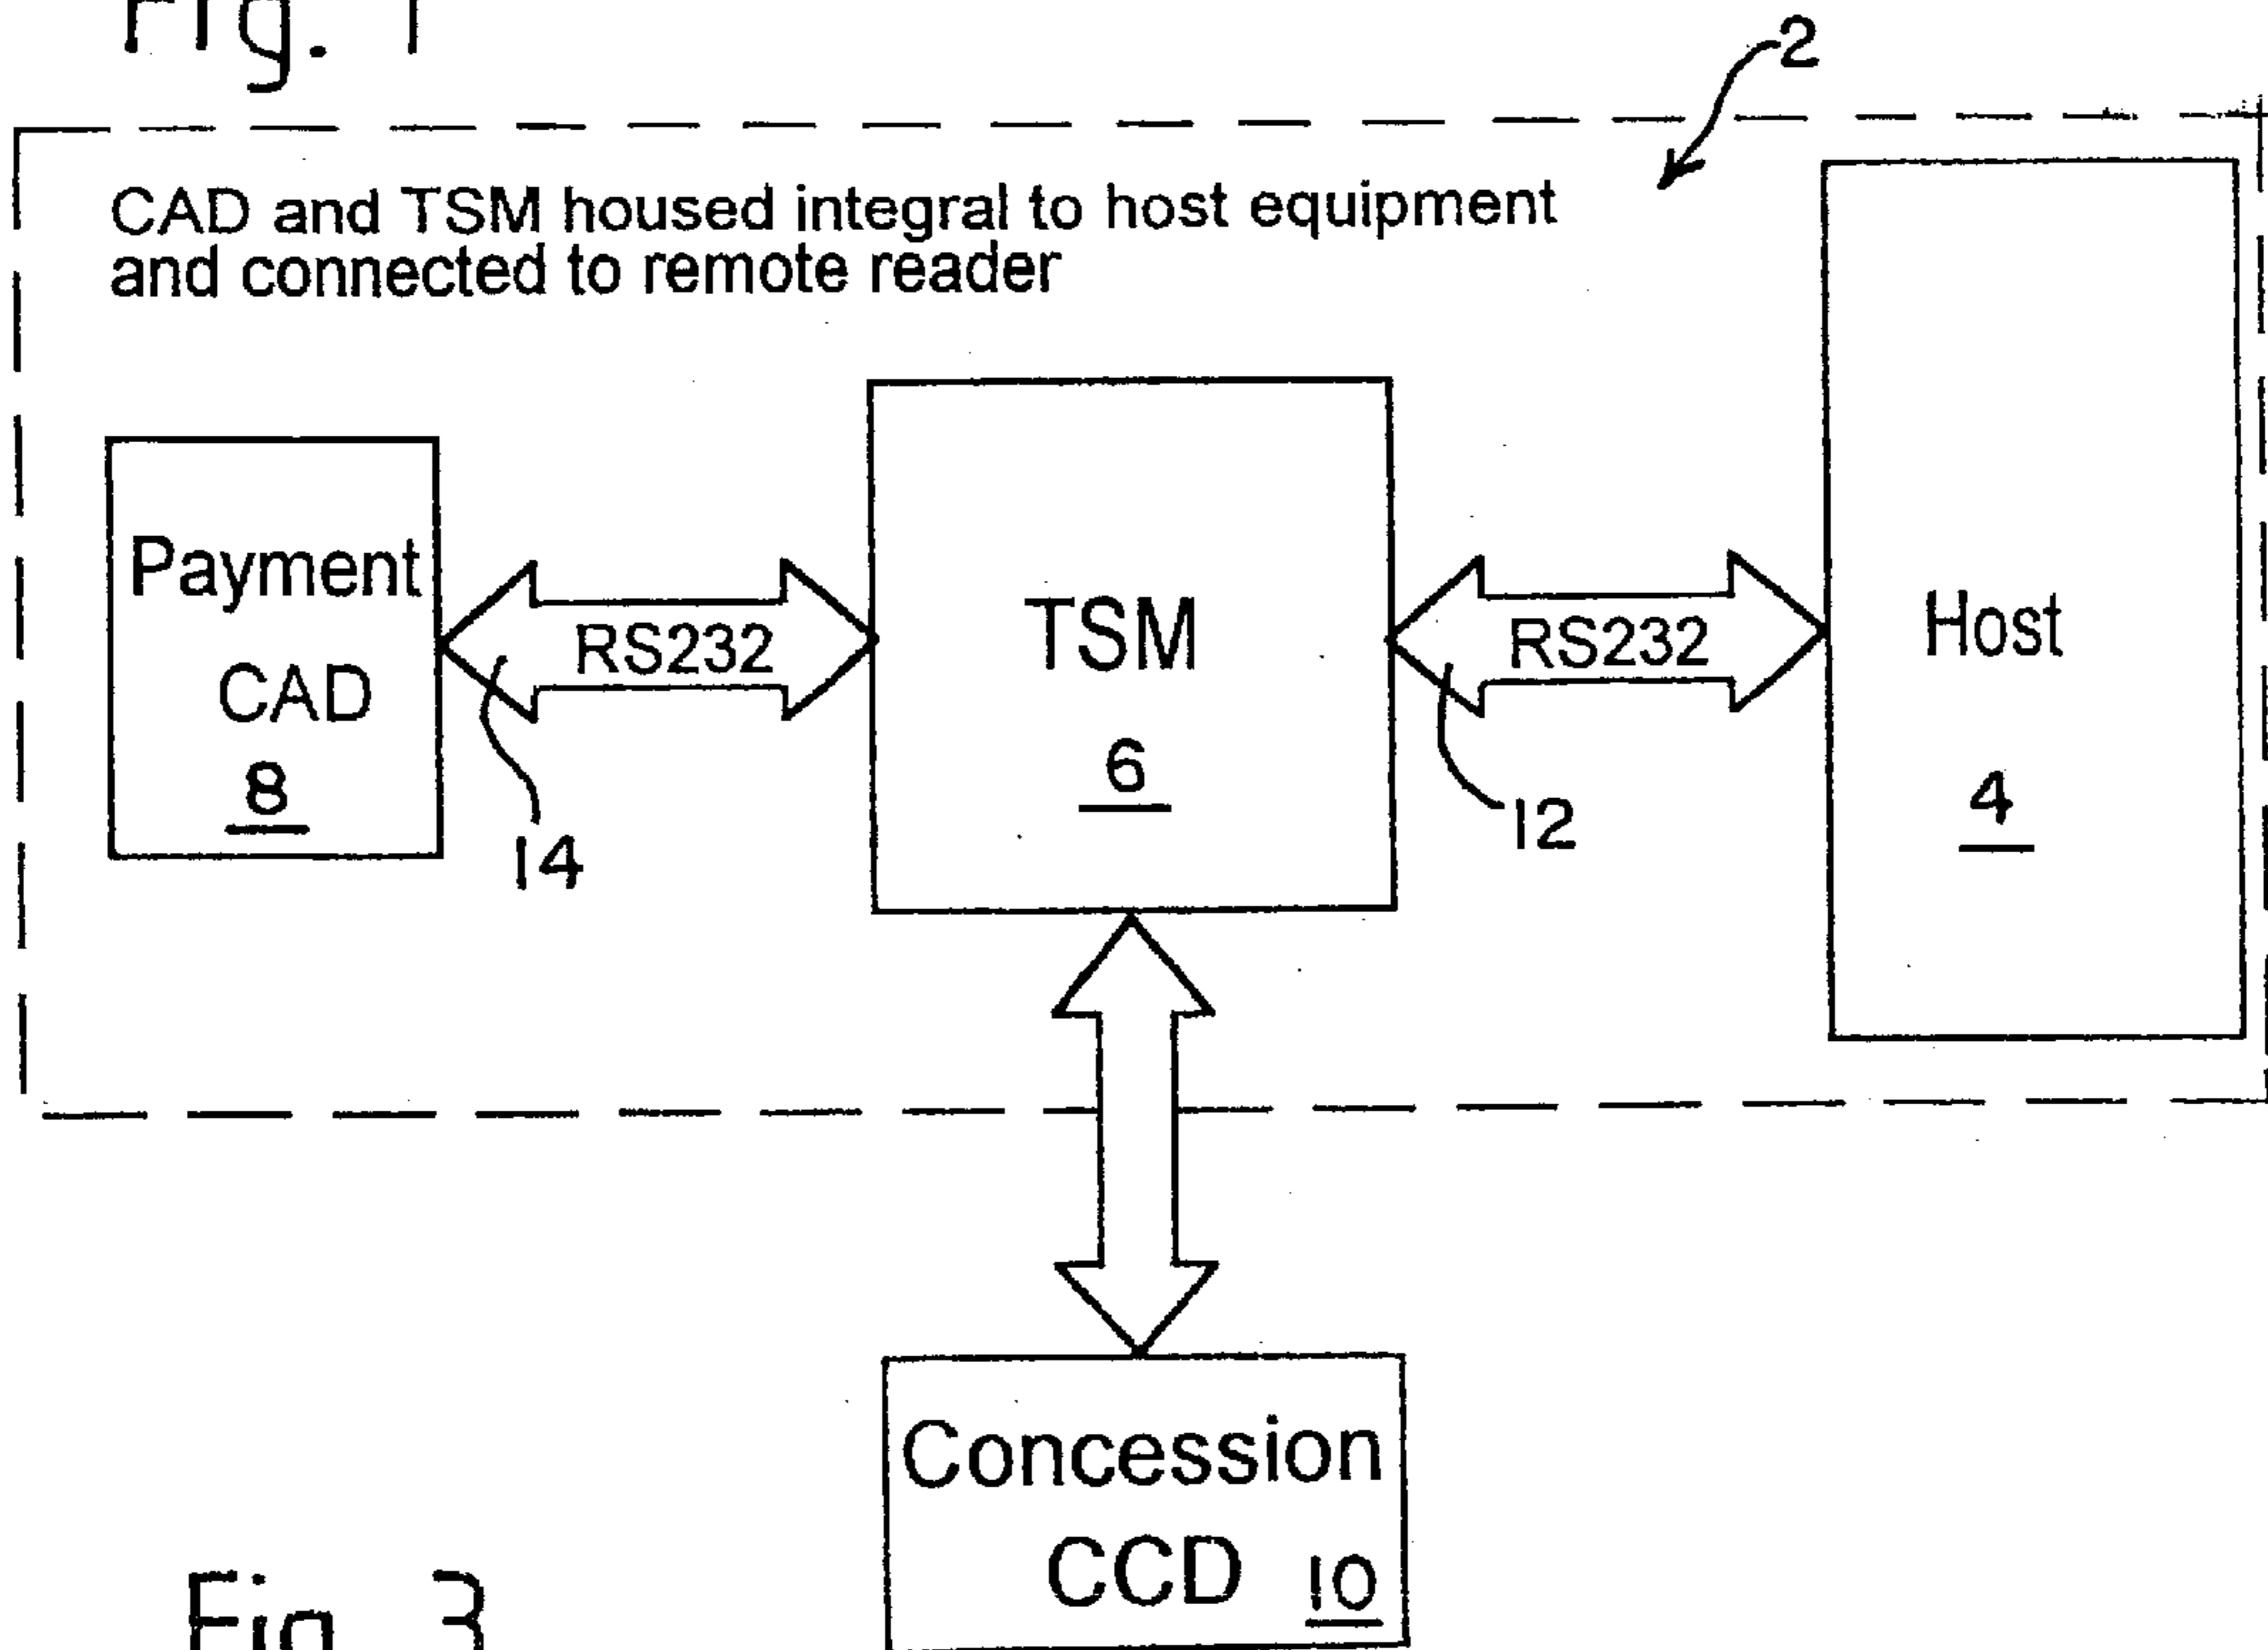 Fig. 1
2
CAD and TSM housed integral to host equipment
and connected to remote reader
Payment
CAD
8
RS232
14
TSM
6
RS232
12
Host
4
Concession
CCD 10
Fig. 3